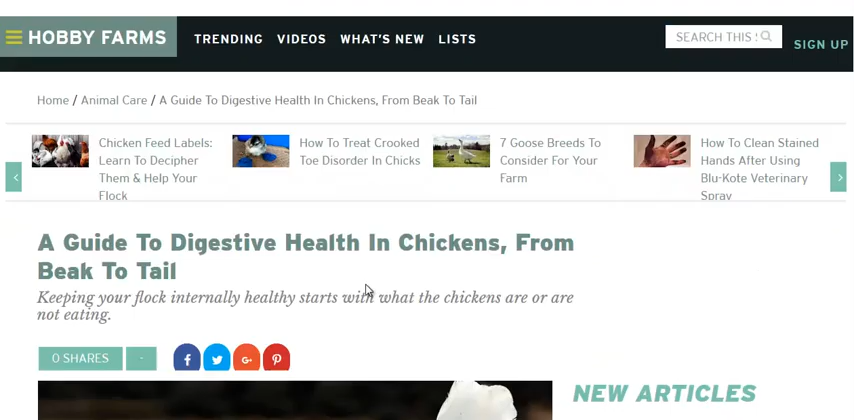 HOBBY FARMS TRENDING VIDEOS WHAT'S NEW LISTS SEARCH THIS SIGN UP
Home / Animal Care / A Guide To Digestive Health In Chickens, From Beak To Tail
Chicken Feed Labels:
Learn To Decipher
Them & Help Your
Flock
How To Treat Crooked
Toe Disorder In Chicks
7 Goose Breeds To
Consider For Your
Farm
How To Clean Stained
Hands After Using
Blu-Kote Veterinary
Spray
A Guide To Digestive Health In Chickens, From
Beak To Tail
Keeping your flock internally healthy starts with what the chickens are or are
not eating.
0 SHARES -
NEW ARTICLES